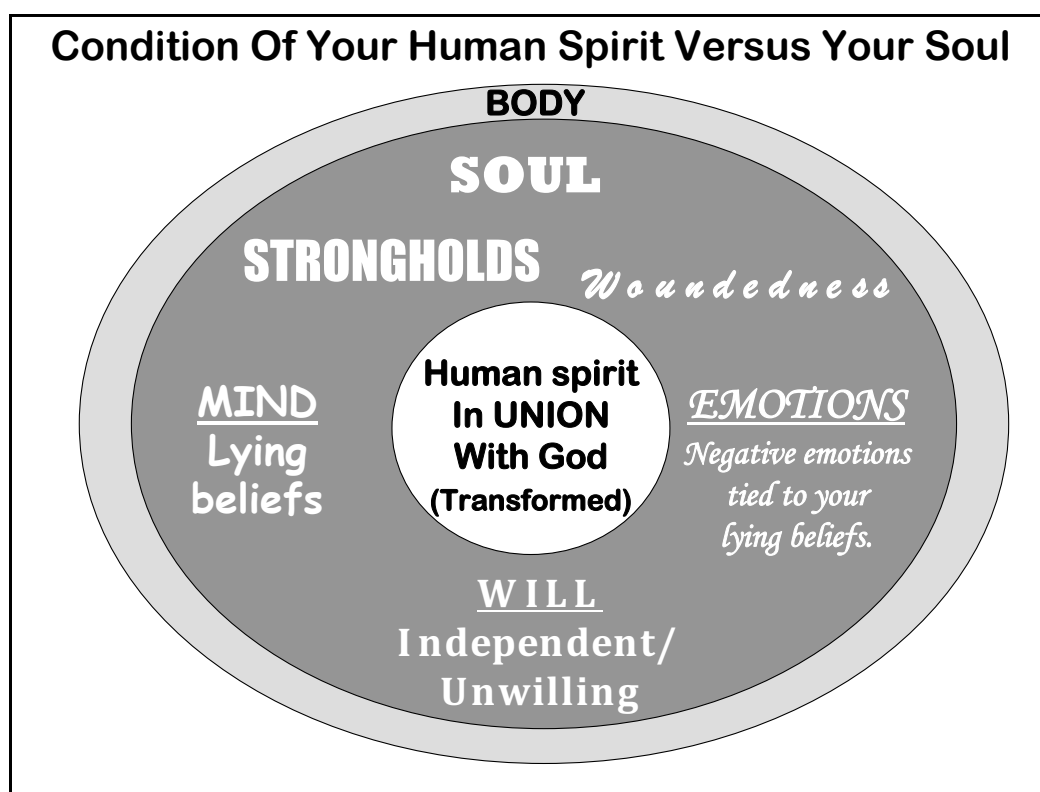 Condition Of Your Human Spirit Versus Your Soul
BODY
SOUL
STRONGHOLDS
Woundedness
MIND
Lying
beliefs
Human spirit
In UNION
With God
(Transformed)
EMOTIONS
Negative emotions
tied to your
lying beliefs.
WILL
Independent/
Unwilling